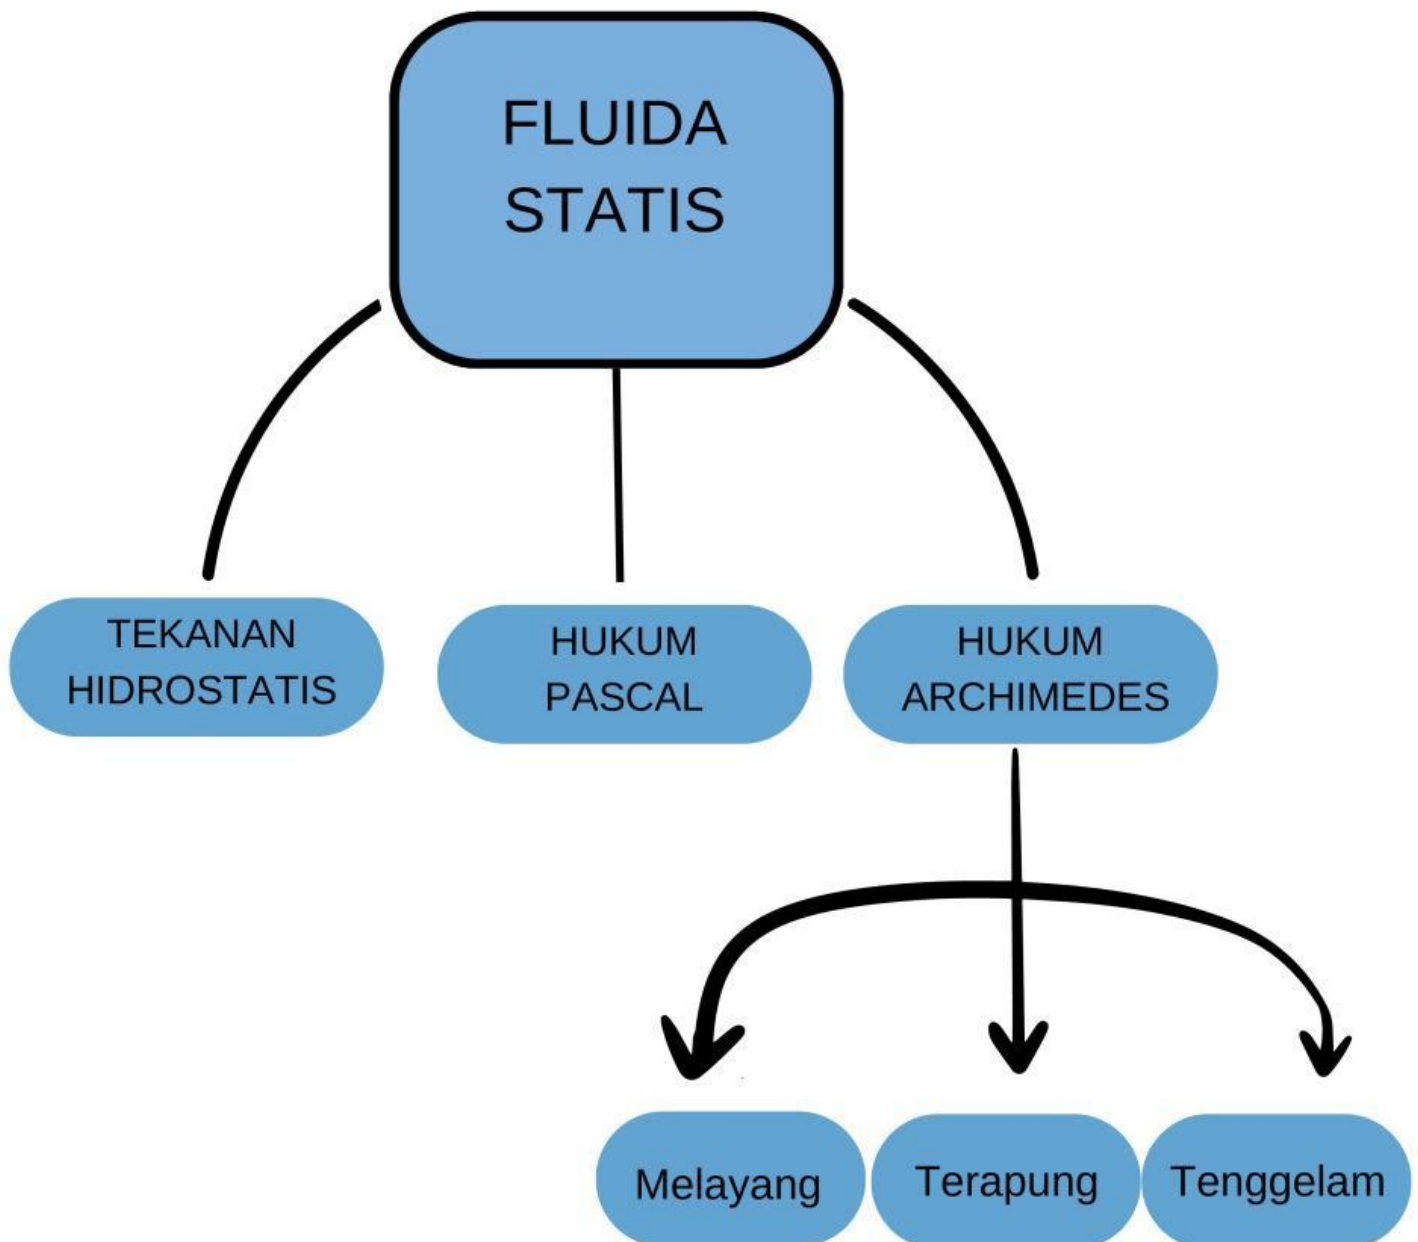 FLUIDA
STATIS
TEKANAN
HIDROSTATIS
HUKUM
PASCAL
HUKUM
ARCHIMEDES
Melayang
Terapung
Tenggelam